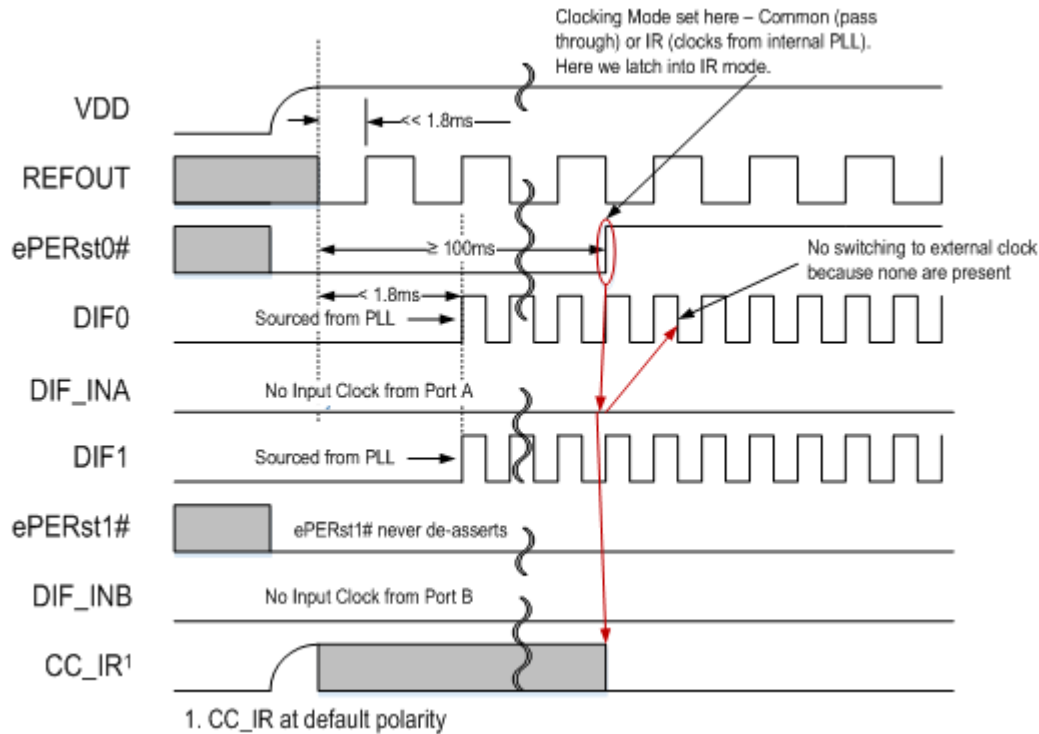 Clocking Mode set here – Common (pass
through) or IR (clocks from internal PLL).
Here we latch into IR mode.
VDD
<< 1.8ms
REFOUT
ePERst0#
≥ 100ms
No switching to external clock
because none are present
< 1.8ms
DIF0
Sourced from PLL
DIF_INA
No Input Clock from Port A
DIF1
Sourced from PLL
ePERst1#
ePERst1# never de-asserts
DIF_INB
No Input Clock from Port B
CC_IR¹
1. CC_IR at default polarity